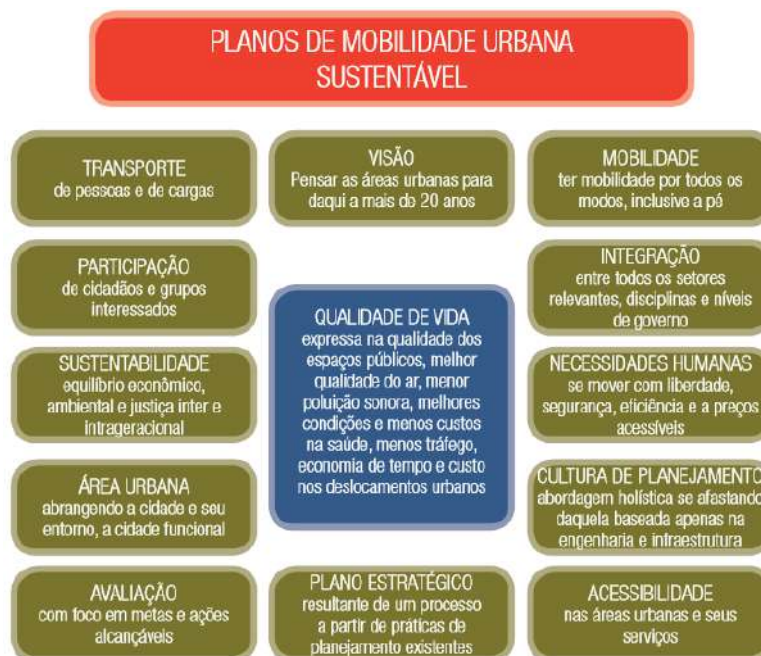 PLANOS DE MOBILIDADE URBANA
SUSTENTÁVEL
TRANSPORTE
de pessoas e de cargas
VISÃO
Pensar as áreas urbanas para
daqui a mais de 20 anos
MOBILIDADE
ter mobilidade por todos os
modos, inclusive a pé
PARTICIPAÇÃO
de cidadãos e grupos
interessados
INTEGRAÇÃO
entre todos os setores
relevantes, disciplinas e níveis
de governo
QUALIDADE DE VIDA
expressa na qualidade dos
espaços públicos, melhor
qualidade do ar, menor
poluição sonora, melhores
condições e menos custos
na saúde, menos tráfego,
economia de tempo e custo
nos deslocamentos urbanos
SUSTENTABILIDADE
equilíbrio econômico,
ambiental e justiça inter e
intrageracional
NECESSIDADES HUMANAS
se mover com liberdade,
segurança, eficiência e a preços
acessíveis
ÁREA URBANA
abrangendo a cidade e seu
entorno, a cidade funcional
CULTURA DE PLANEJAMENTO
abordagem holística se afastando
daquela baseada apenas na
engenharia e infraestrutura
AVALIAÇÃO
com foco em metas e ações
alcançáveis
PLANO ESTRATÉGICO
resultante de um processo
a partir de práticas de
planejamento existentes
ACESSIBILIDADE
nas áreas urbanas e seus
serviços